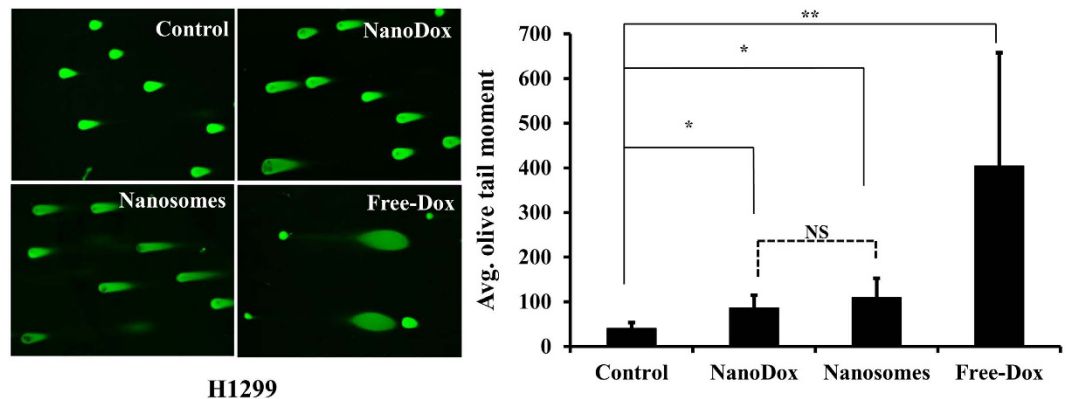 Control
NanoDox
Nanosomes
Free-Dox
H1299
Avg. olive tail moment
700
600
500
400
300
200
100
0
**
*
*
NS
Control NanoDox Nanosomes Free-Dox